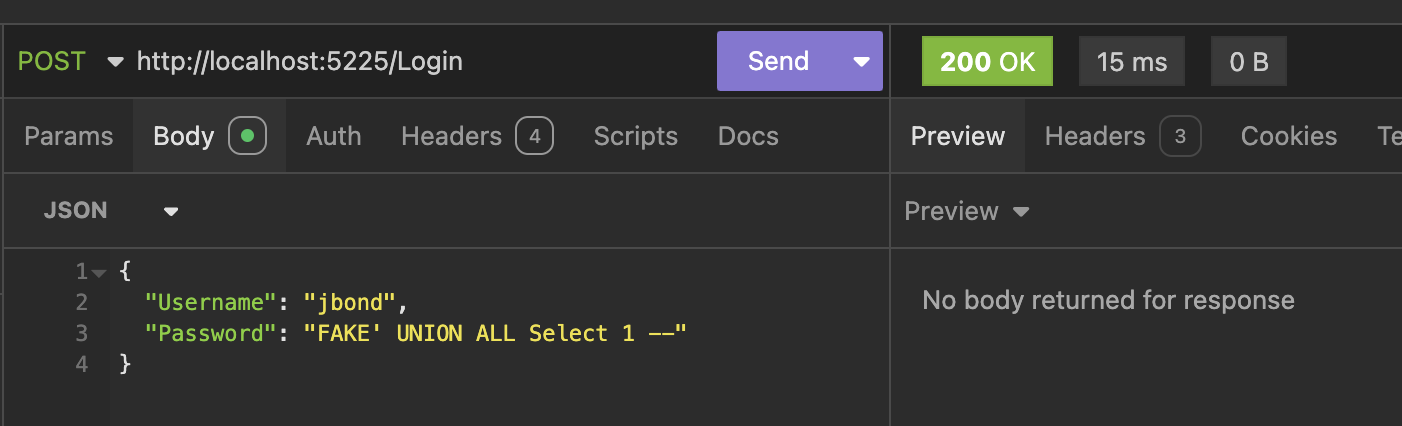 POST http://localhost:5225/Login Send 200 OK 15 ms 0 B
Params Body Auth Headers 4 Scripts Docs Preview Headers 3 Cookies Te
JSON Preview
1 {
2 "Username": "jbond",
3 "Password": "FAKE' UNION ALL Select 1 --"
4 }
No body returned for response